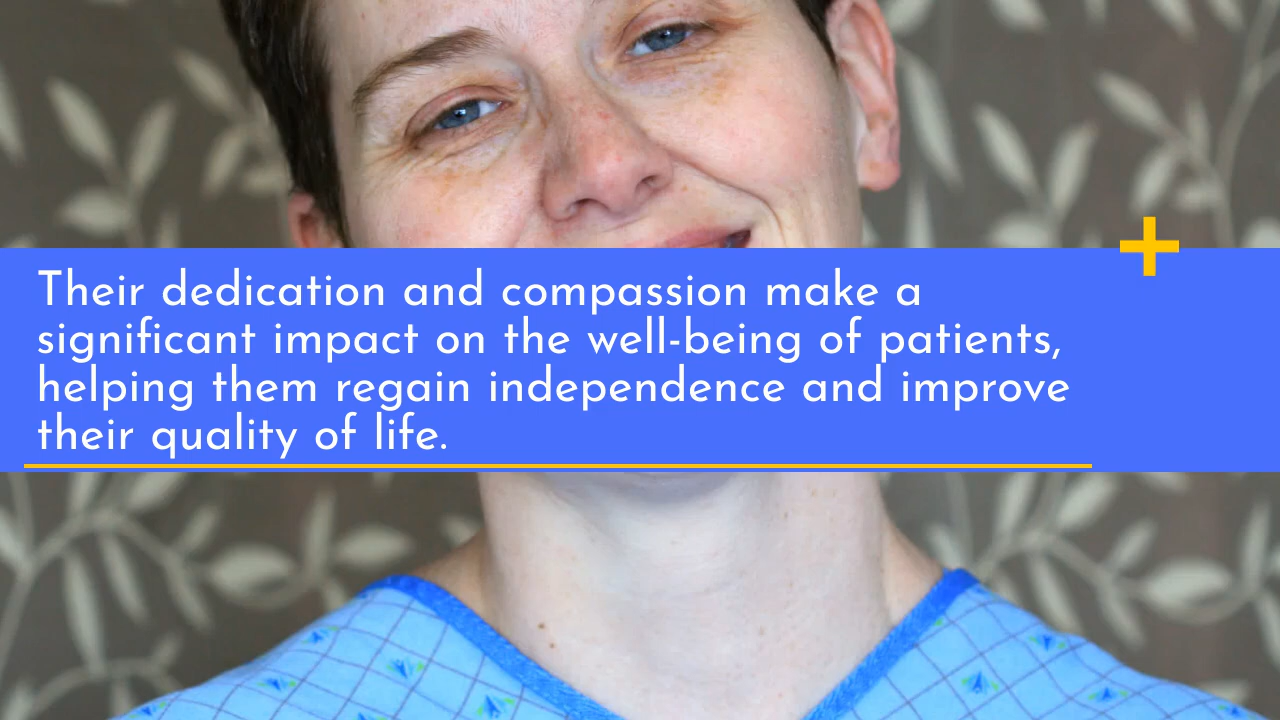 Their dedication and compassion make a
significant impact on the well-being of patients,
helping them regain independence and improve
their quality of life.